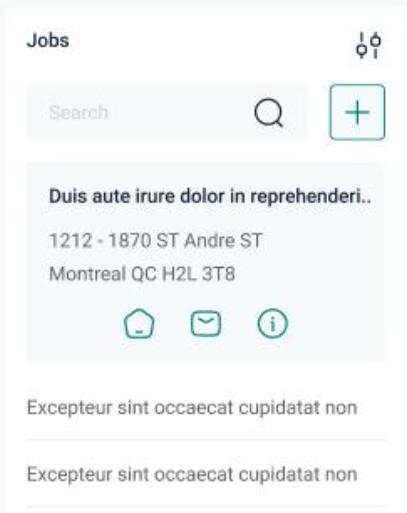 Jobs
Search
Duis aute irure dolor in reprehenderi..
1212 - 1870 ST Andre ST
Montreal QC H2L 3T8
Excepteur sint occaecat cupidatat non
Excepteur sint occaecat cupidatat non